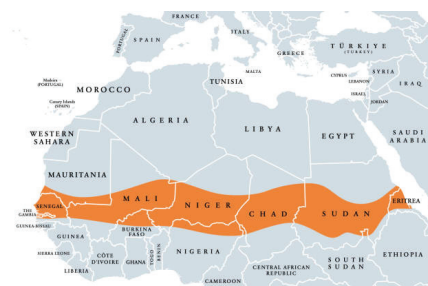 FRANCE
PORTUGAL
SPAIN
ITALY
GREECE
TÜRKIYE
(TURKEY)
MALTA
CYPRUS
SYRIA
LEBANON
IRAQ
ISRAEL
JORDAN
Madeira
(PORTUGAL)
Canary Islands
(SPAIN)
MOROCCO
TUNISIA
ALGERIA
LIBYA
EGYPT
SAUDI
ARABIA
WESTERN
SAHARA
MAURITANIA
MALI
NIGER
CHAD
SUDAN
ERITREA
SENEGAL
THE
GAMBIA
GUINEA-BISSAU
GUINEA
SIERRA LEONE
LIBERIA
CÔTE
D'IVOIRE
BURKINA
FASO
GHANA
TOGO
BENIN
NIGERIA
CAMEROON
CENTRAL AFRICAN
REPUBLIC
SOUTH
SUDAN
ETHIOPIA